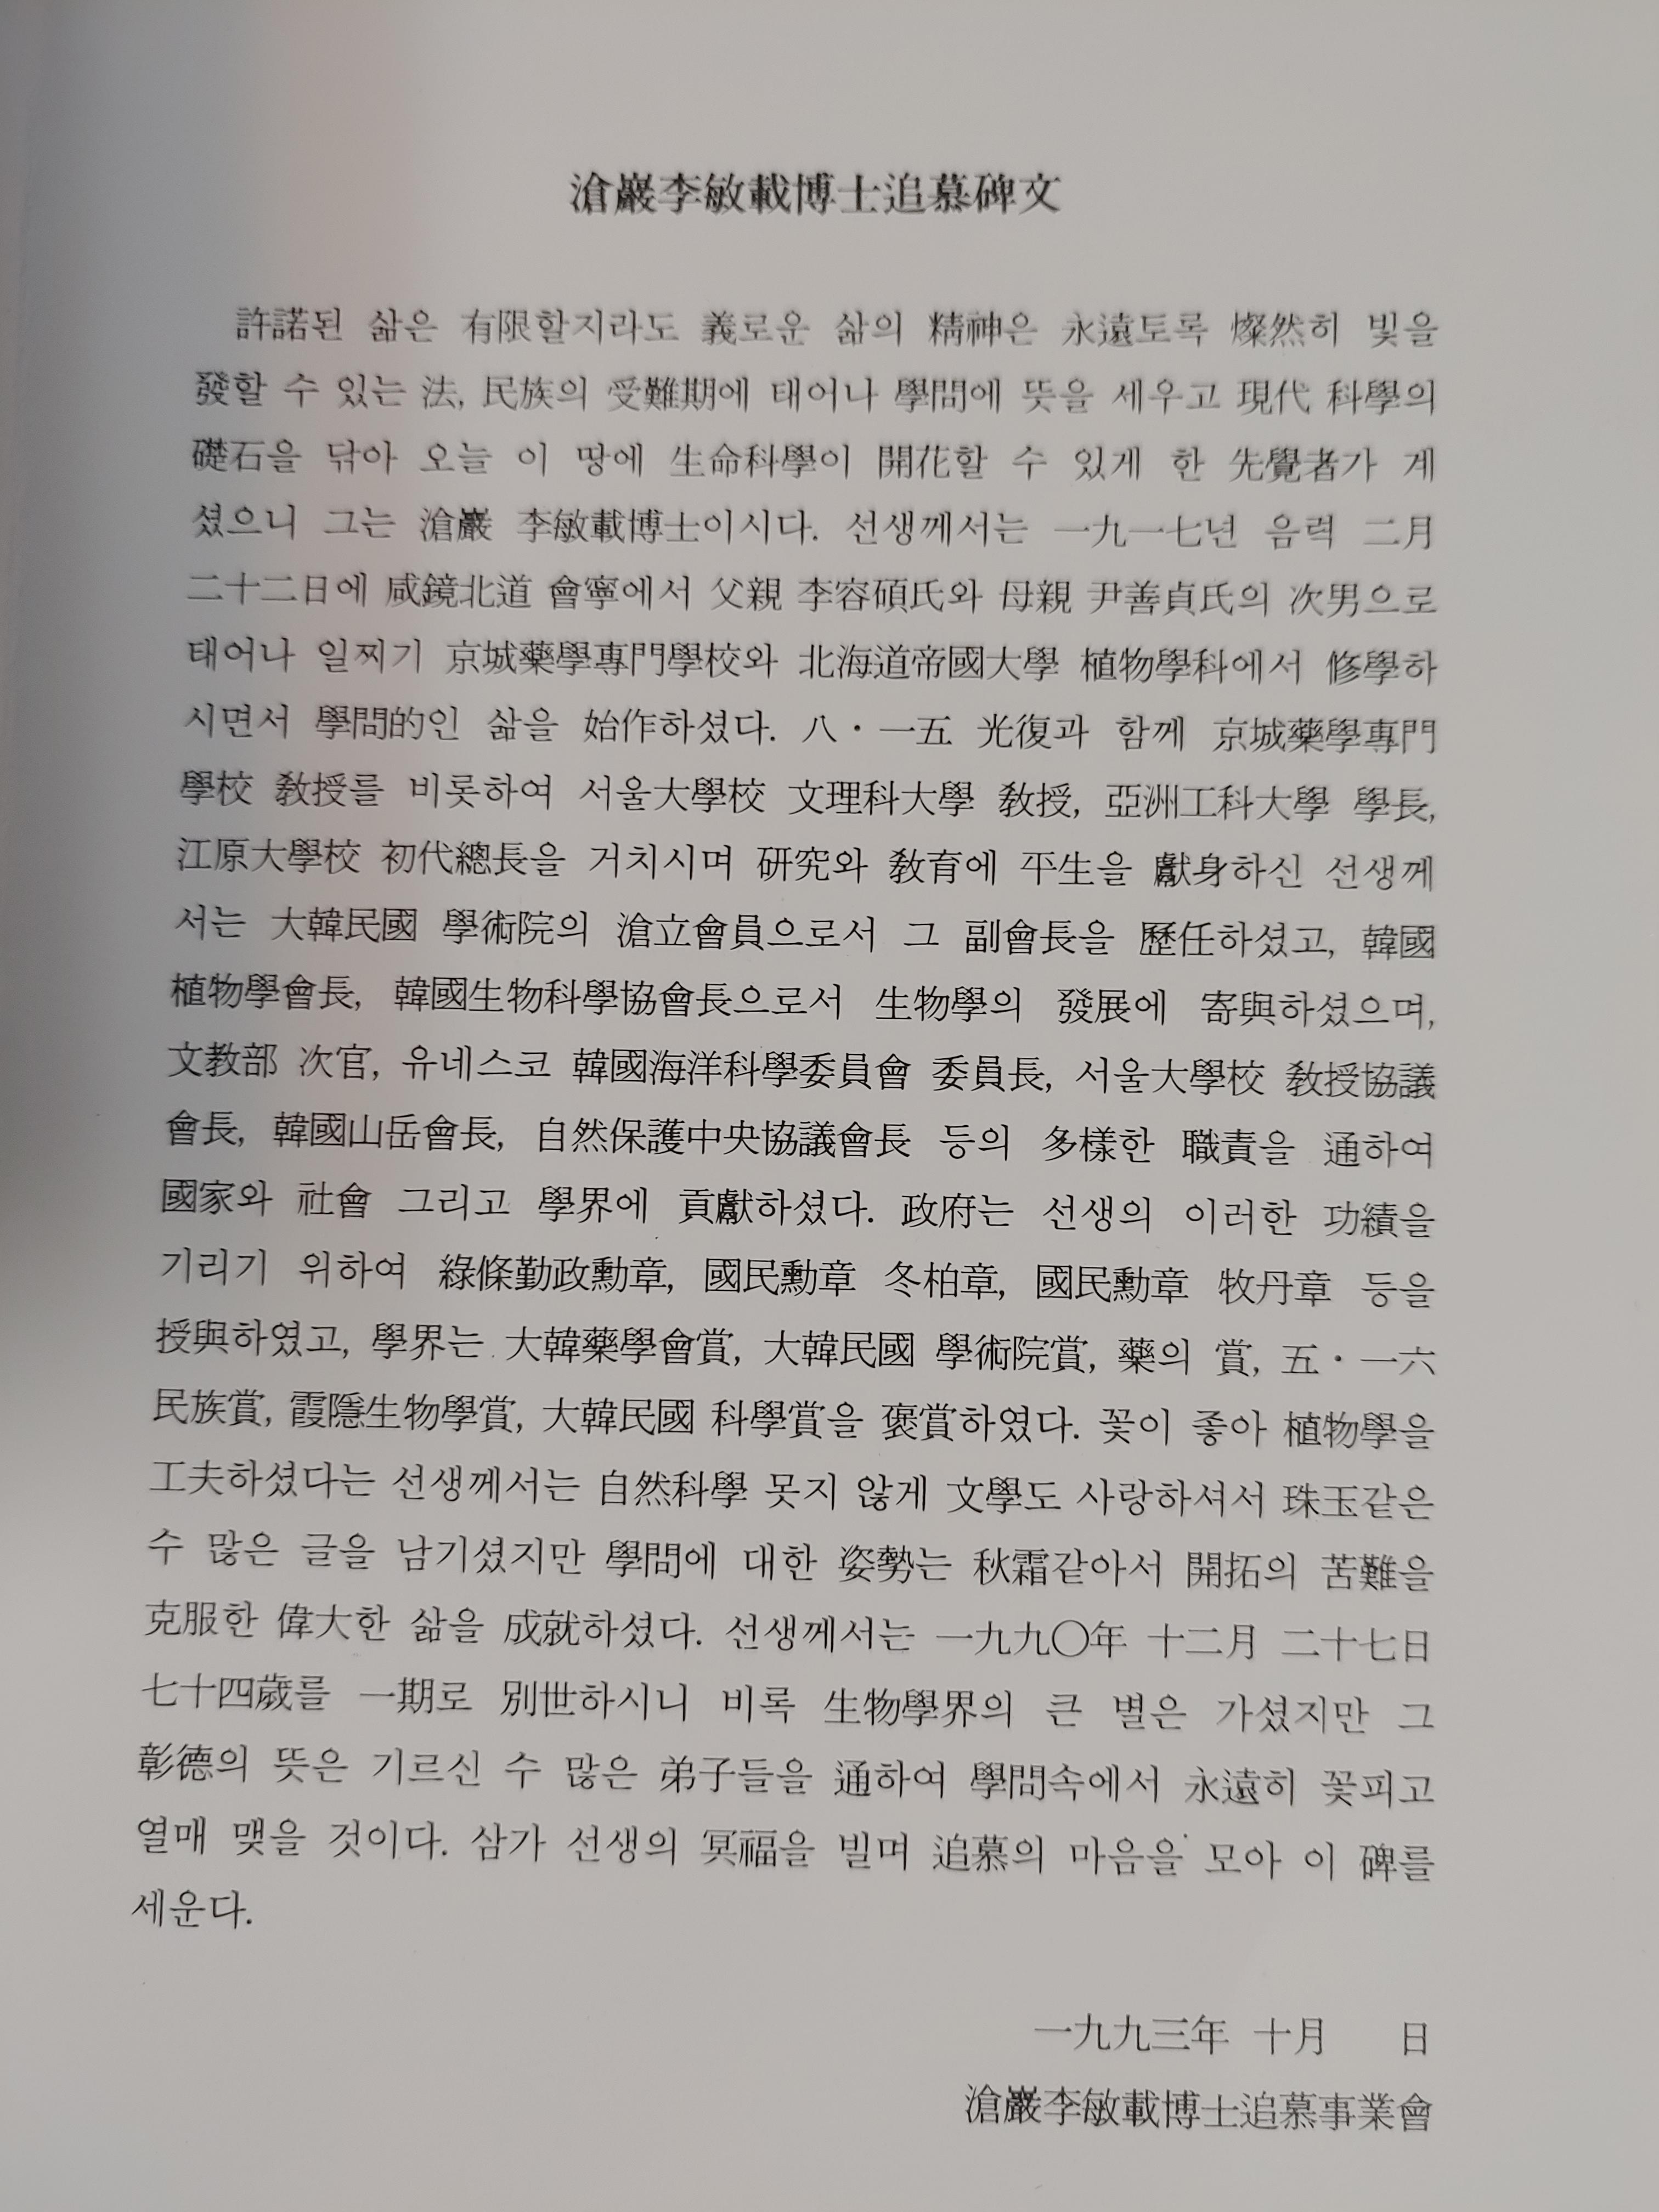 滄巖李敏載博士追慕碑文
許諾된 삶은 有限할지라도 義로운 삶의 精神은 永遠토록 燦然히 빛을
發할 수 있는 法, 民族의 受難期에 태어나 學問에 뜻을 세우고 現代 科學의
礎石을 닦아 오늘 이 땅에 生命科學이 開花할 수 있게 한 先覺者가 계
셨으니 그는 滄巖 李敏載博士이시다. 선생께서는 一九一七년 음력 二月
二十二日에 咸鏡北道 會寧에서 父親 李容碩氏와 母親 尹善貞氏의 次男으로
태어나 일찌기 京城藥學專門學校와 北海道帝國大學 植物學科에서 修學하
시면서 學問的인 삶을 始作하셨다. 八・一五 光復과 함께 京城藥學專門
學校 敎授를 비롯하여 서울大學校 文理科大學 敎授, 亞洲工科大學 學長,
江原大學校 初代總長을 거치시며 硏究와 敎育에 平生을 獻身하신 선생께
서는 大韓民國 學術院의 滄立會員으로서 그 副會長을 歷任하셨고, 韓國
植物學會長, 韓國生物科學協會長으로서 生物學의 發展에 寄與하셨으며,
文敎部 次官, 유네스코 韓國海洋科學委員會 委員長, 서울大學校 敎授協議
會長, 韓國山岳會長, 自然保護中央協議會長 등의 多樣한 職責을 通하여
國家와 社會 그리고 學界에 貢獻하셨다. 政府는 선생의 이러한 功績을
기리기 위하여 綠條勤政勳章, 國民勳章 冬柏章, 國民勳章 牧丹章 등을
授與하였고, 學界는 大韓藥學會賞, 大韓民國 學術院賞, 藥의 賞, 五・一六
民族賞, 霞隱生物學賞, 大韓民國 科學賞을 褒賞하였다. 꽃이 좋아 植物學을
工夫하셨다는 선생께서는 自然科學 못지 않게 文學도 사랑하셔서 珠玉같은
수 많은 글을 남기셨지만 學問에 대한 姿勢는 秋霜같아서 開拓의 苦難을
克服한 偉大한 삶을 成就하셨다. 선생께서는 一九九〇年 十二月 二十七日
七十四歲를 一期로 別世하시니 비록 生物學界의 큰 별은 가셨지만 그
彰德의 뜻은 기르신 수 많은 弟子들을 通하여 學問속에서 永遠히 꽃피고
열매 맺을 것이다. 삼가 선생의 冥福을 빌며 追慕의 마음을 모아 이 碑를
세운다.
一九九三年 十月 日
滄巖李敏載博士追慕事業會